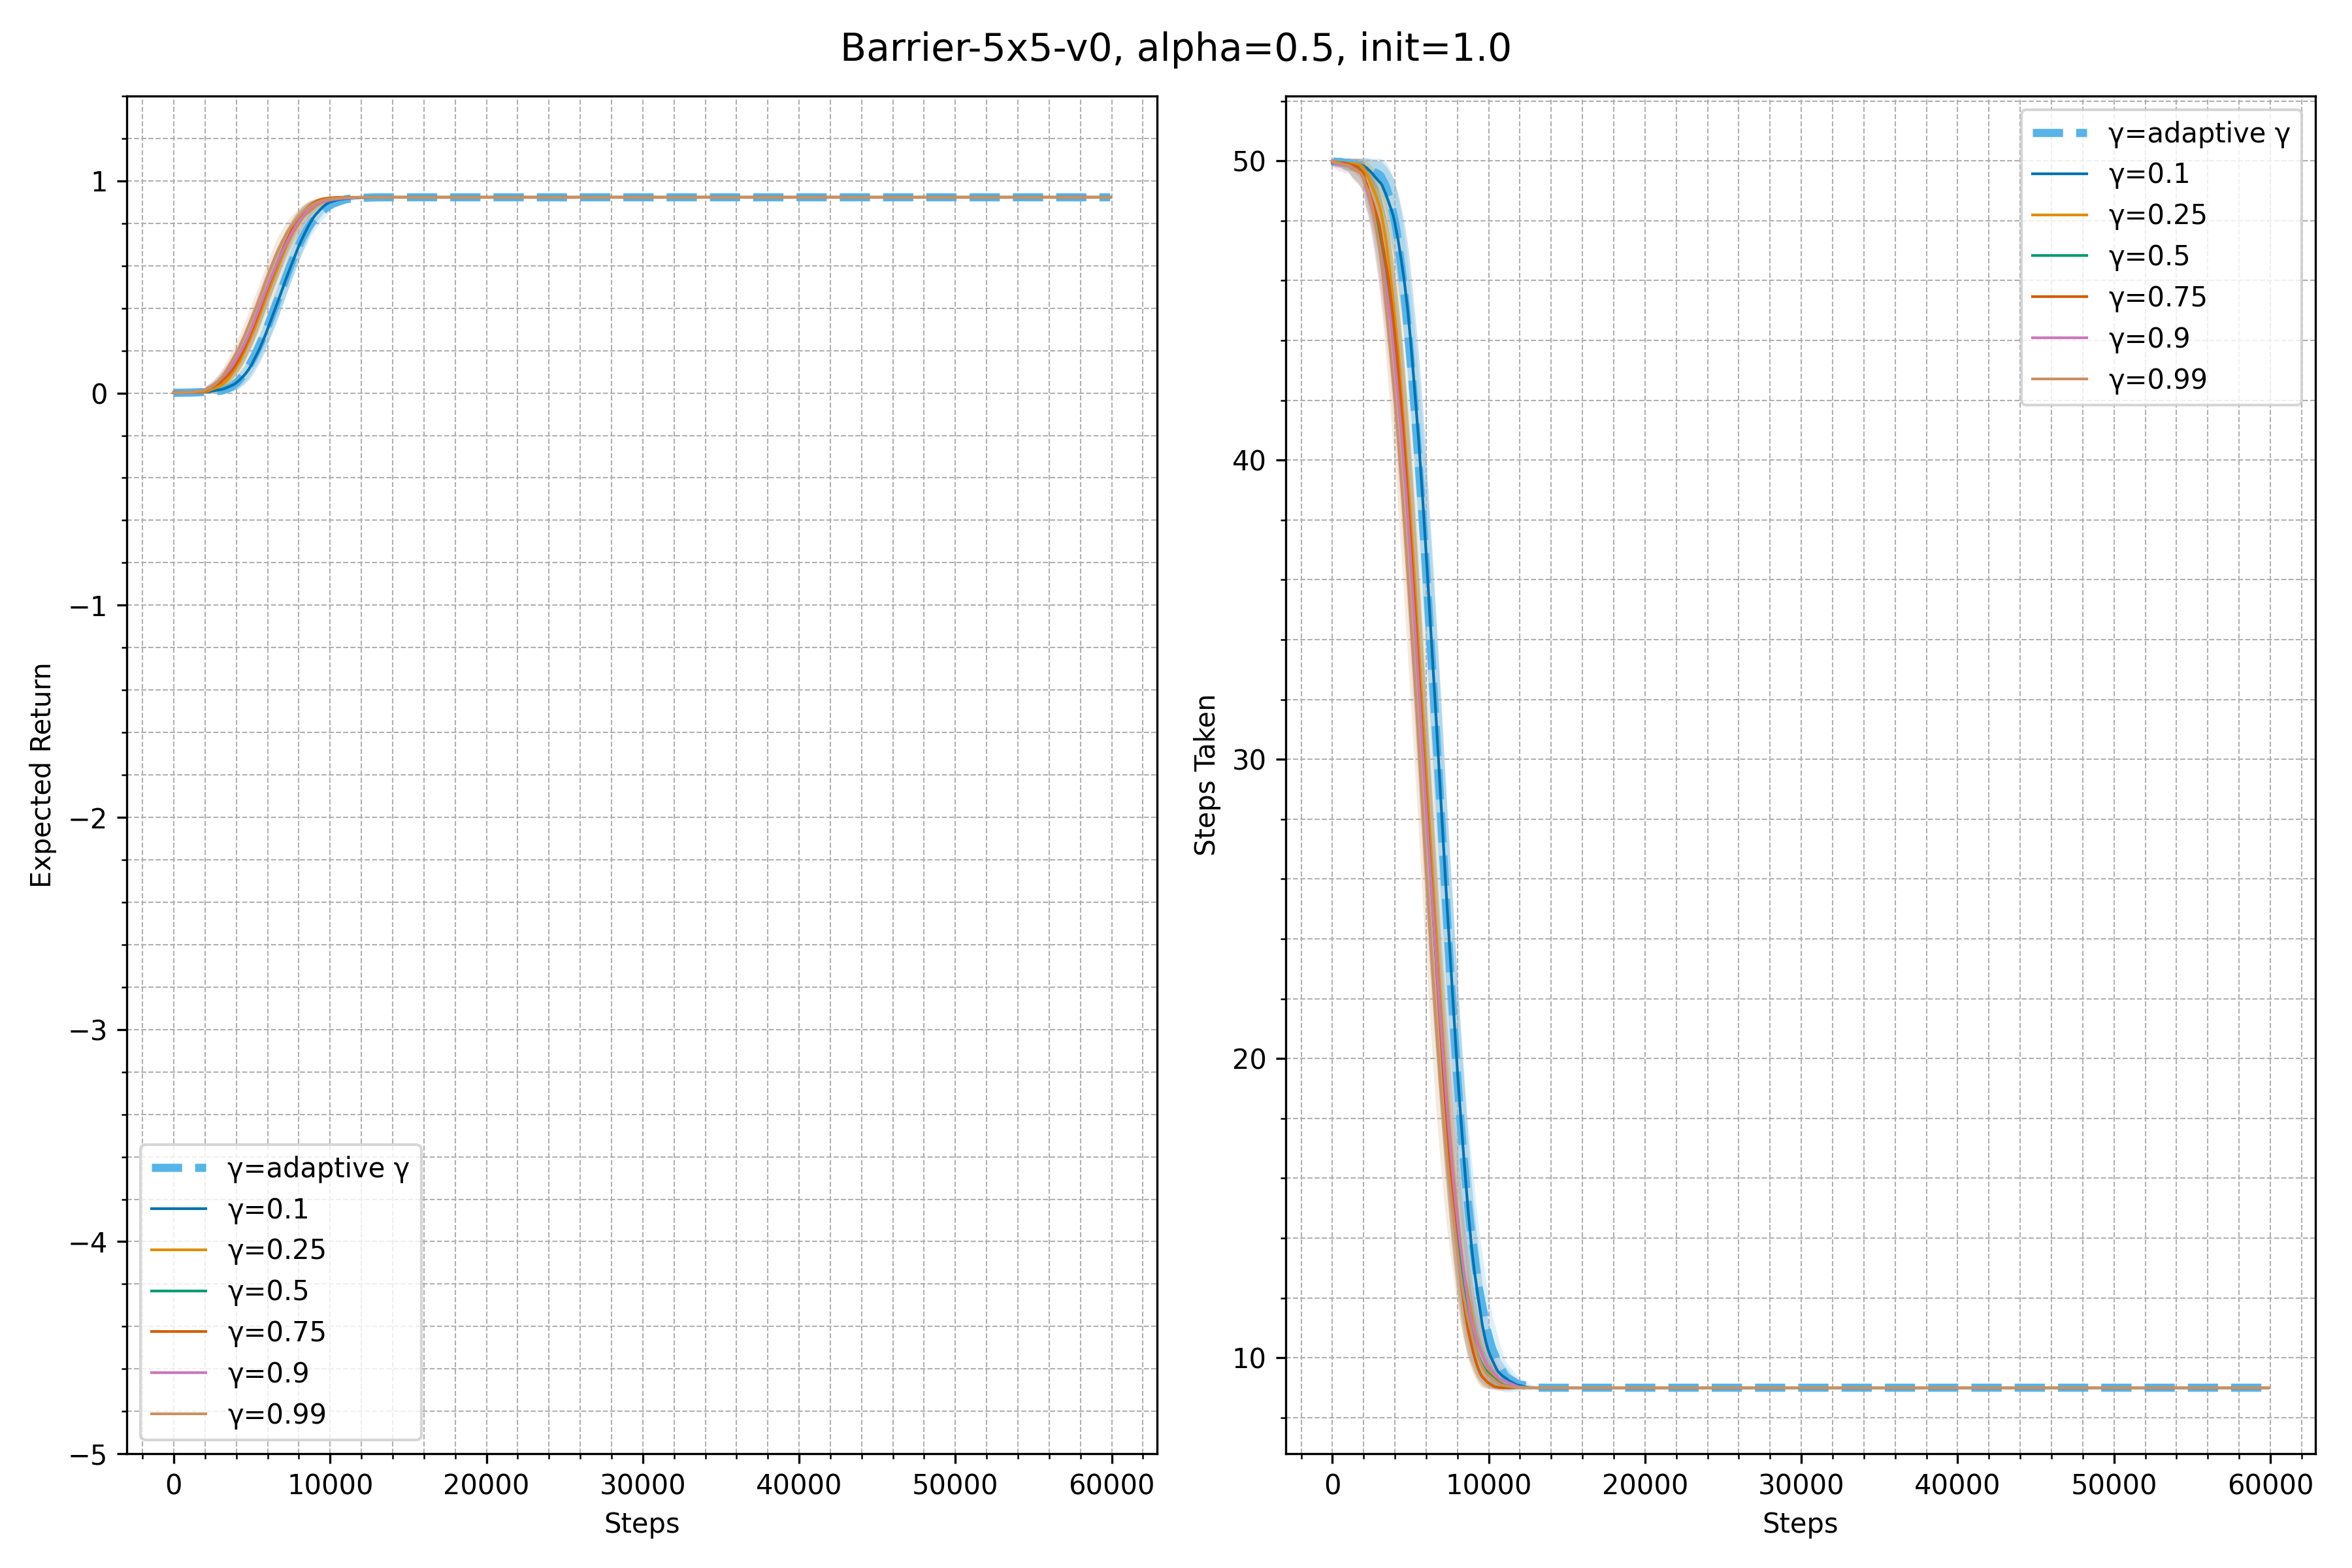 Barrier-5x5-v0, alpha=0.5, init=1.0
Expected Return
1
0
−1
−2
−3
−4
−5
γ=adaptive γ
γ=0.1
γ=0.25
γ=0.5
γ=0.75
γ=0.9
γ=0.99
0
10000
20000
30000
40000
50000
60000
Steps
Steps Taken
50
40
30
20
10
γ=adaptive γ
γ=0.1
γ=0.25
γ=0.5
γ=0.75
γ=0.9
γ=0.99
0
10000
20000
30000
40000
50000
60000
Steps